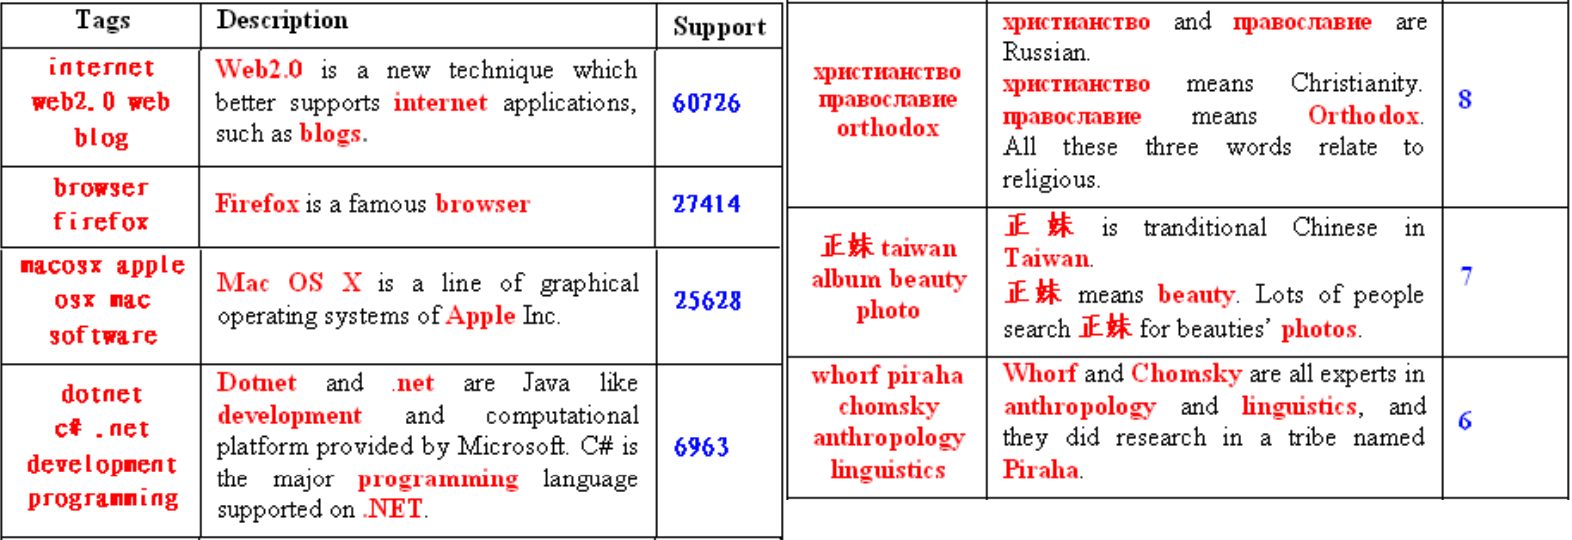 Tags Description Support
internet
web2.0 web
blog
Web2.0 is a new technique which
better supports internet applications,
such as blogs.
60726
browser
firefox
Firefox is a famous browser
27414
macosx apple
osx mac
software
Mac OS X is a line of graphical
operating systems of Apple Inc.
25628
dotnet
c# .net
development
programming
Dotnet and .net are Java like
development and computational
platform provided by Microsoft. C# is
the major programming language
supported on .NET.
6963
христианство
православие
orthodox
христианство and православие are
Russian.
христианство means Christianity.
православие means Orthodox.
All these three words relate to
religious.
8
正妹 taiwan
album beauty
photo
正 妹 is tranditional Chinese in
Taiwan.
正妹 means beauty. Lots of people
search 正妹 for beauties' photos.
7
whorf piraha
chomsky
anthropology
linguistics
Whorf and Chomsky are all experts in
anthropology and linguistics, and
they did research in a tribe named
Piraha.
6